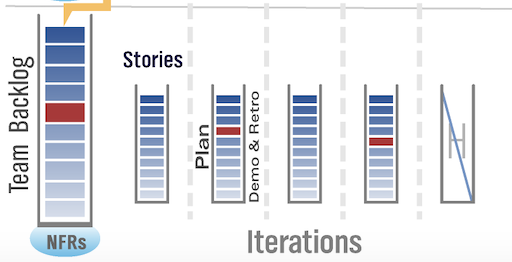 Team Backlog
NFRs
Stories
Plan
Demo & Retro
H
Iterations